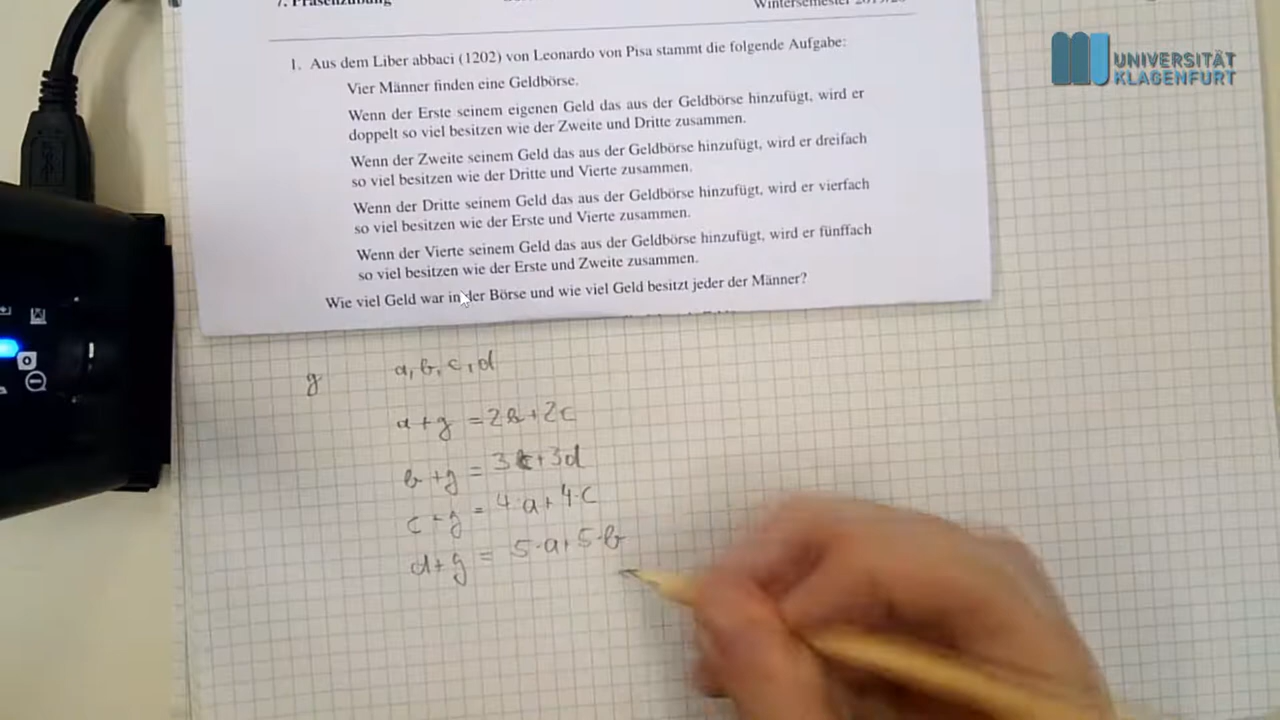 7. Präsenzübung
Wintersemester
UNIVERSITÄT
KLAGENFURT
1. Aus dem Liber abbaci (1202) von Leonardo von Pisa stammt die folgende Aufgabe:
Vier Männer finden eine Geldbörse.
Wenn der Erste seinem eigenen Geld das aus der Geldbörse hinzufügt, wird er
doppelt so viel besitzen wie der Zweite und Dritte zusammen.
Wenn der Zweite seinem Geld das aus der Geldbörse hinzufügt, wird er dreifach
so viel besitzen wie der Dritte und Vierte zusammen.
Wenn der Dritte seinem Geld das aus der Geldbörse hinzufügt, wird er vierfach
so viel besitzen wie der Erste und Vierte zusammen.
Wenn der Vierte seinem Geld das aus der Geldbörse hinzufügt, wird er fünffach
so viel besitzen wie der Erste und Zweite zusammen.
Wie viel Geld war in der Börse und wie viel Geld besitzt jeder der Männer?
g a, b, c, d
a + g = 2b + 2c
b + g = 3c + 3d
c + g = 4·a + 4·c
d + g = 5·a + 5·b